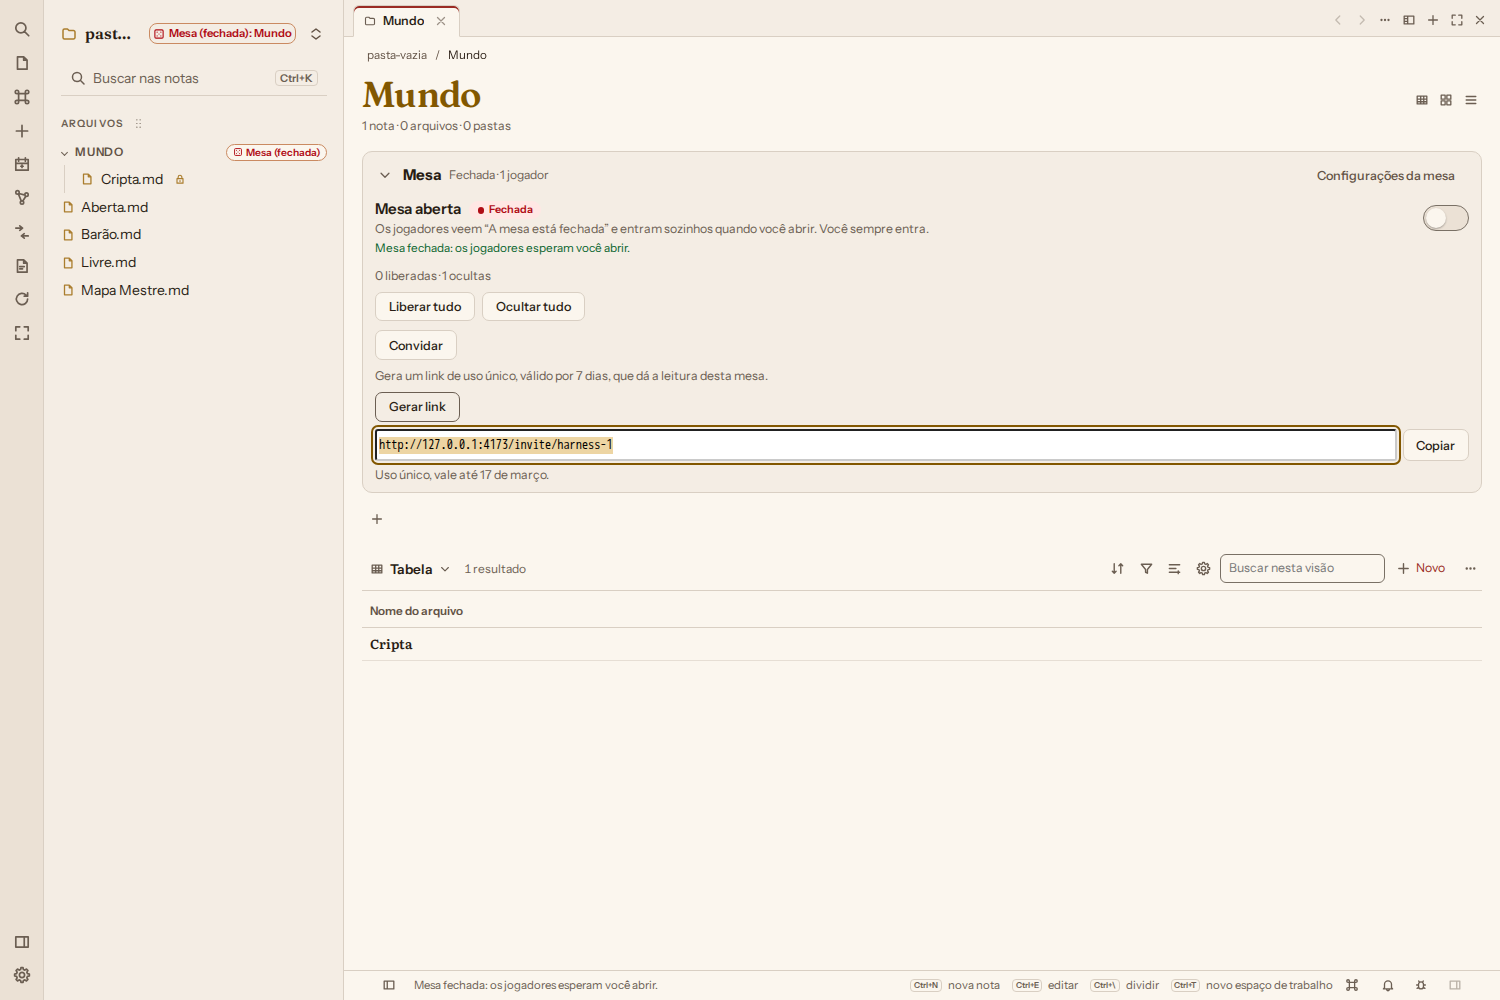 past...
Mesa (fechada): Mundo
Buscar nas notas
Ctrl+K
ARQUIVOS
MUNDO
Mesa (fechada)
Cripta.md
Aberta.md
Barão.md
Livre.md
Mapa Mestre.md
Mundo
pasta-vazia / Mundo
Mundo
1 nota·0 arquivos·0 pastas
Mesa
Fechada·1 jogador
Configurações da mesa
Mesa aberta
Fechada
Os jogadores veem “A mesa está fechada” e entram sozinhos quando você abrir. Você sempre entra.
Mesa fechada: os jogadores esperam você abrir.
0 liberadas·1 ocultas
Liberar tudo
Ocultar tudo
Convidar
Gera um link de uso único, válido por 7 dias, que dá a leitura desta mesa.
Gerar link
http://127.0.0.1:4173/invite/harness-1
Copiar
Uso único, vale até 17 de março.
Tabela
1 resultado
Buscar nesta visão
Novo
Nome do arquivo
Cripta
Mesa fechada: os jogadores esperam você abrir.
Ctrl+N nova nota
Ctrl+E editar
Ctrl+\ dividir
Ctrl+T novo espaço de trabalho